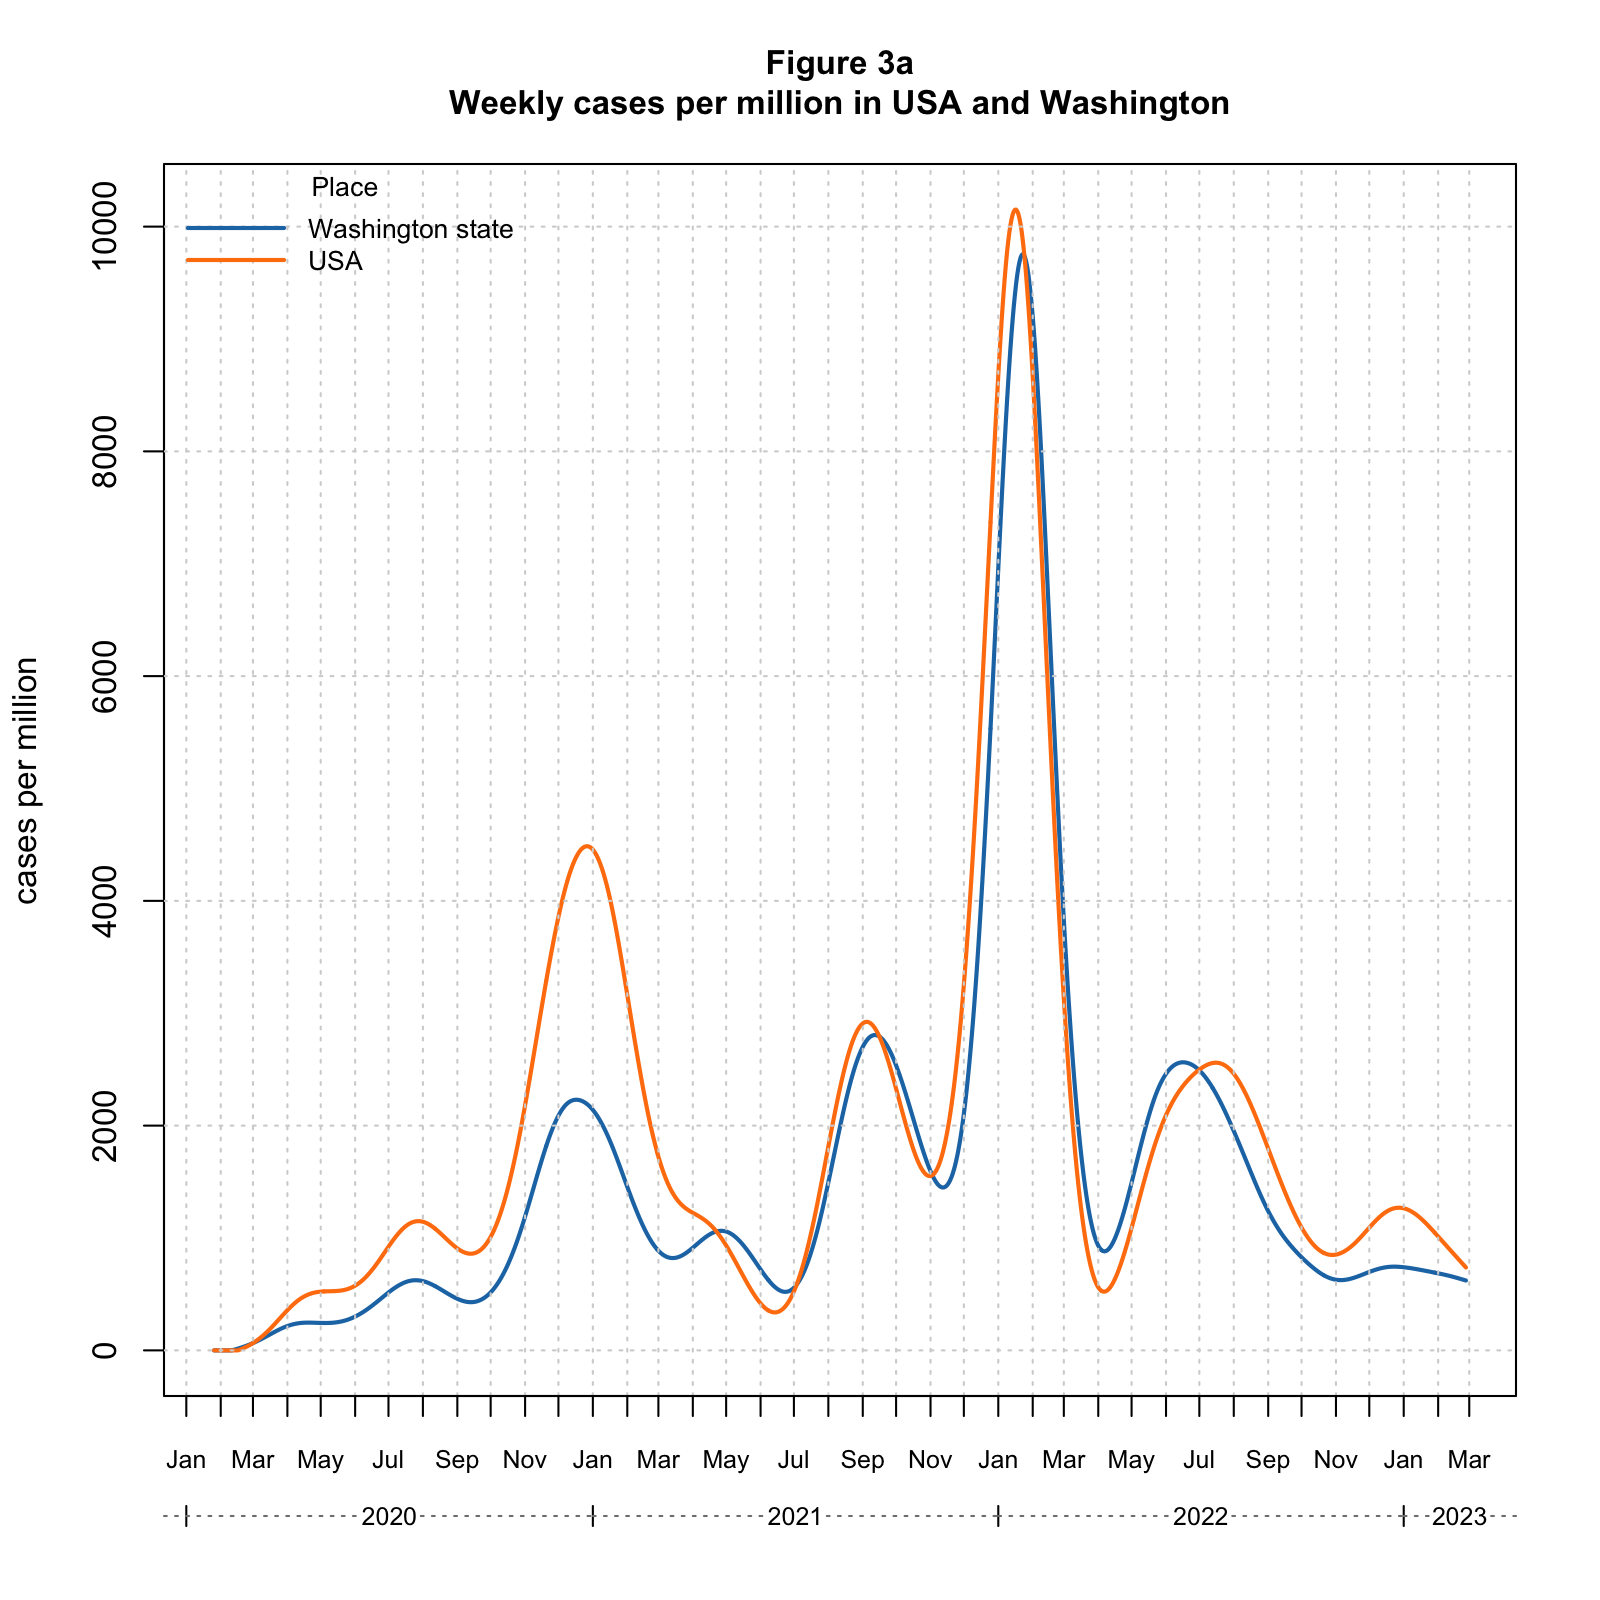 Figure 3a
Weekly cases per million in USA and Washington
Place
Washington state
USA
cases per million
10000
8000
6000
4000
2000
0
Jan Mar May Jul Sep Nov Jan Mar May Jul Sep Nov Jan Mar May Jul Sep Nov Jan Mar
2020 2021 2022 2023